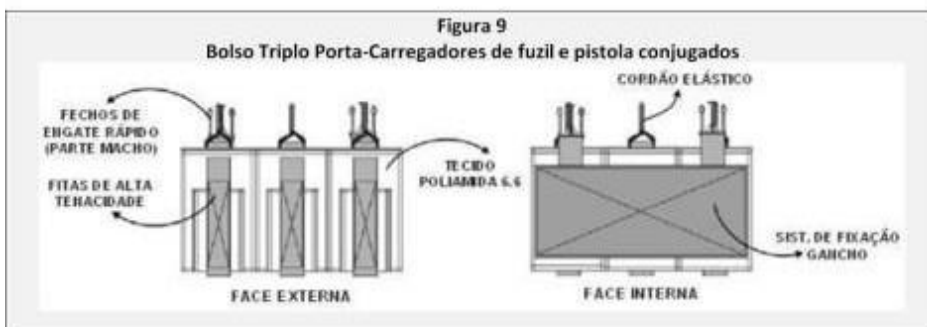 Figura 9
Bolso Triplo Porta-Carregadores de fuzil e pistola conjugados
FECHOS DE
ENGATE RÁPIDO
(PARTE MACHO)
FITAS DE ALTA
TENACIDADE
TECIDO
POLIAMIDA 6.6
FACE EXTERNA
CORDÃO ELÁSTICO
SIST. DE FIXAÇÃO
GANCHO
FACE INTERNA